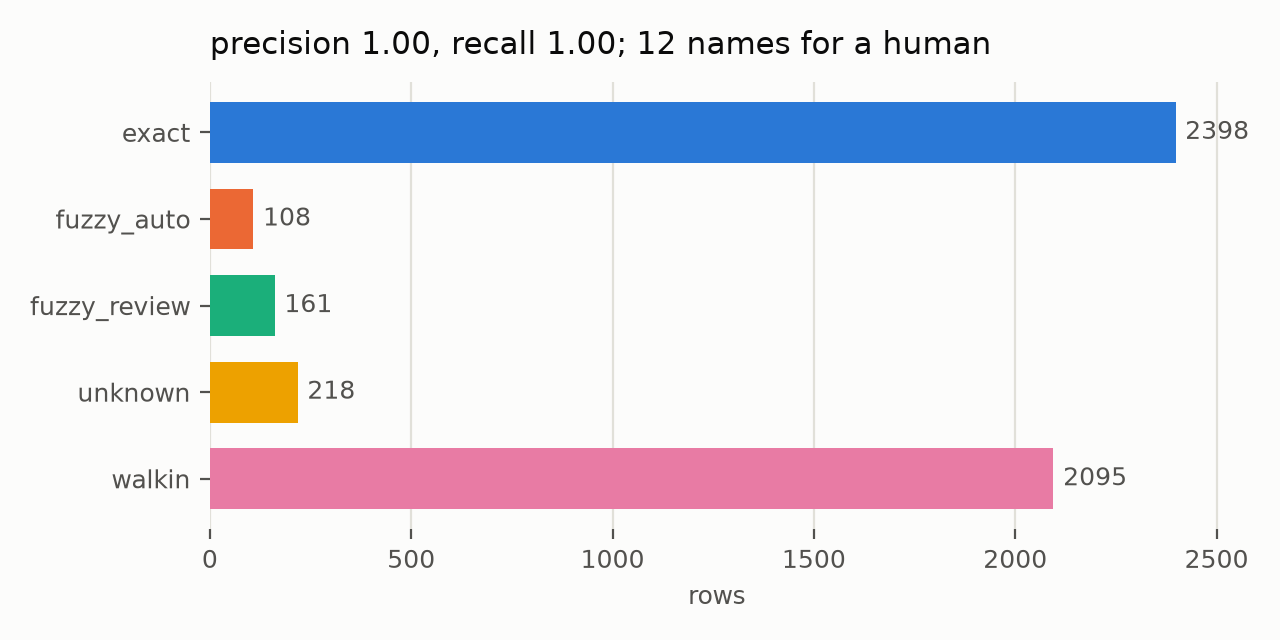 precision 1.00, recall 1.00; 12 names for a human
exact 2398
fuzzy_auto 108
fuzzy_review 161
unknown 218
walkin 2095
0 500 1000 1500 2000 2500
rows